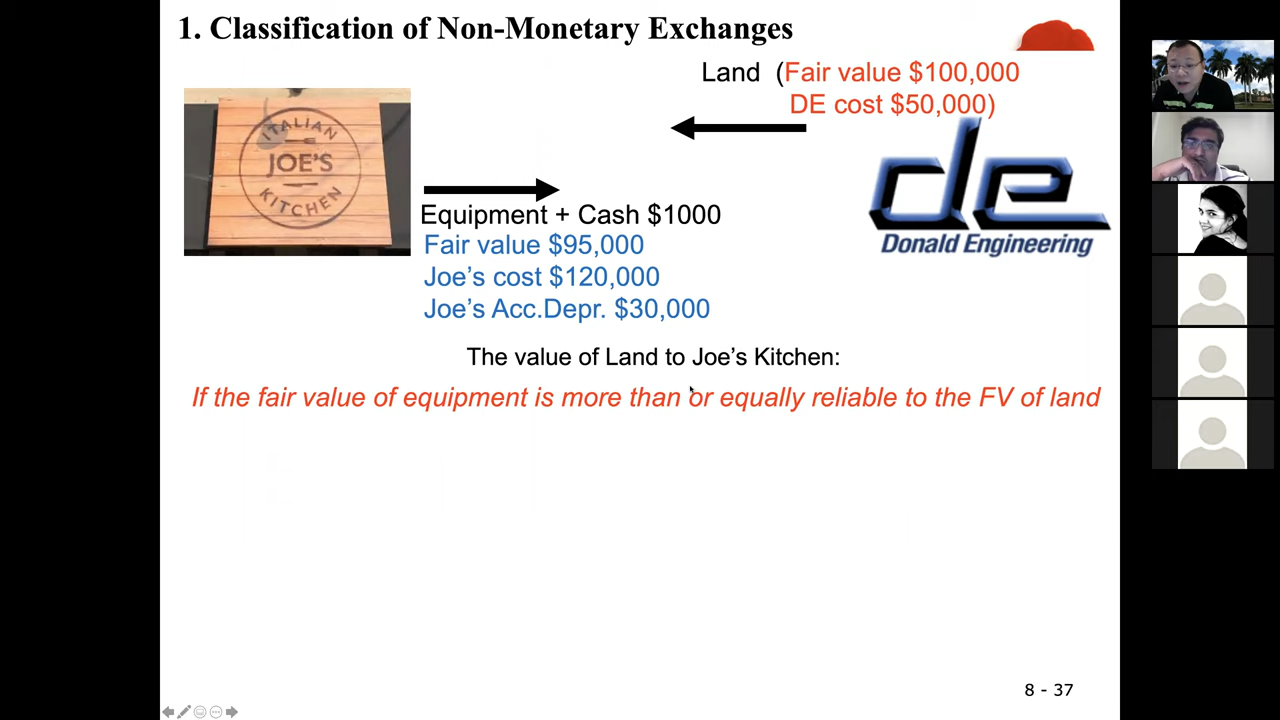 1. Classification of Non-Monetary Exchanges
Land (Fair value $100,000
DE cost $50,000)
ITALIAN
JOE'S
KITCHEN
de
Donald Engineering
Equipment + Cash $1000
Fair value $95,000
Joe's cost $120,000
Joe's Acc.Depr. $30,000
The value of Land to Joe's Kitchen:
If the fair value of equipment is more than or equally reliable to the FV of land
8 - 37